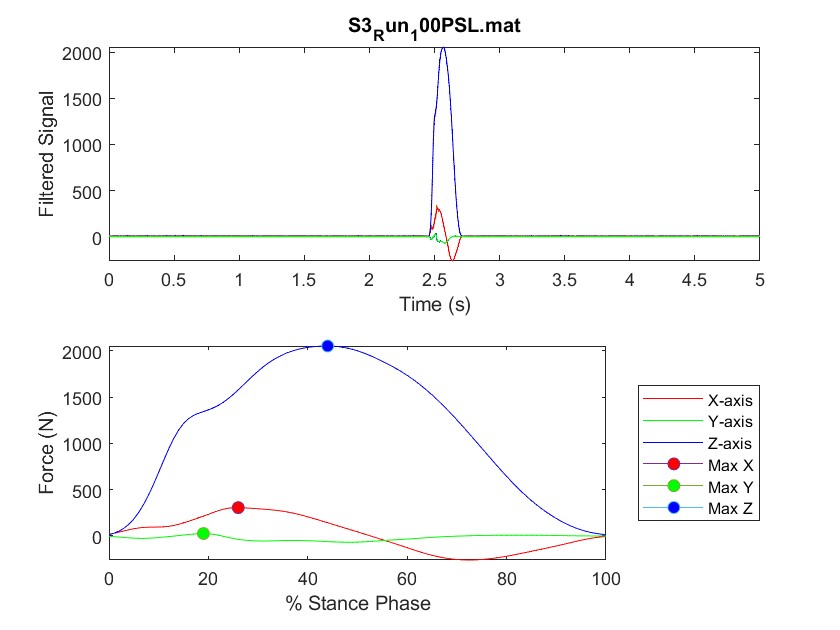 S3Run100PSL.mat
Filtered Signal
2000
1500
1000
500
0
0 0.5 1 1.5 2 2.5 3 3.5 4 4.5 5
Time (s)
Force (N)
2000
1500
1000
500
0
0 20 40 60 80 100
% Stance Phase
X-axis
Y-axis
Z-axis
Max X
Max Y
Max Z